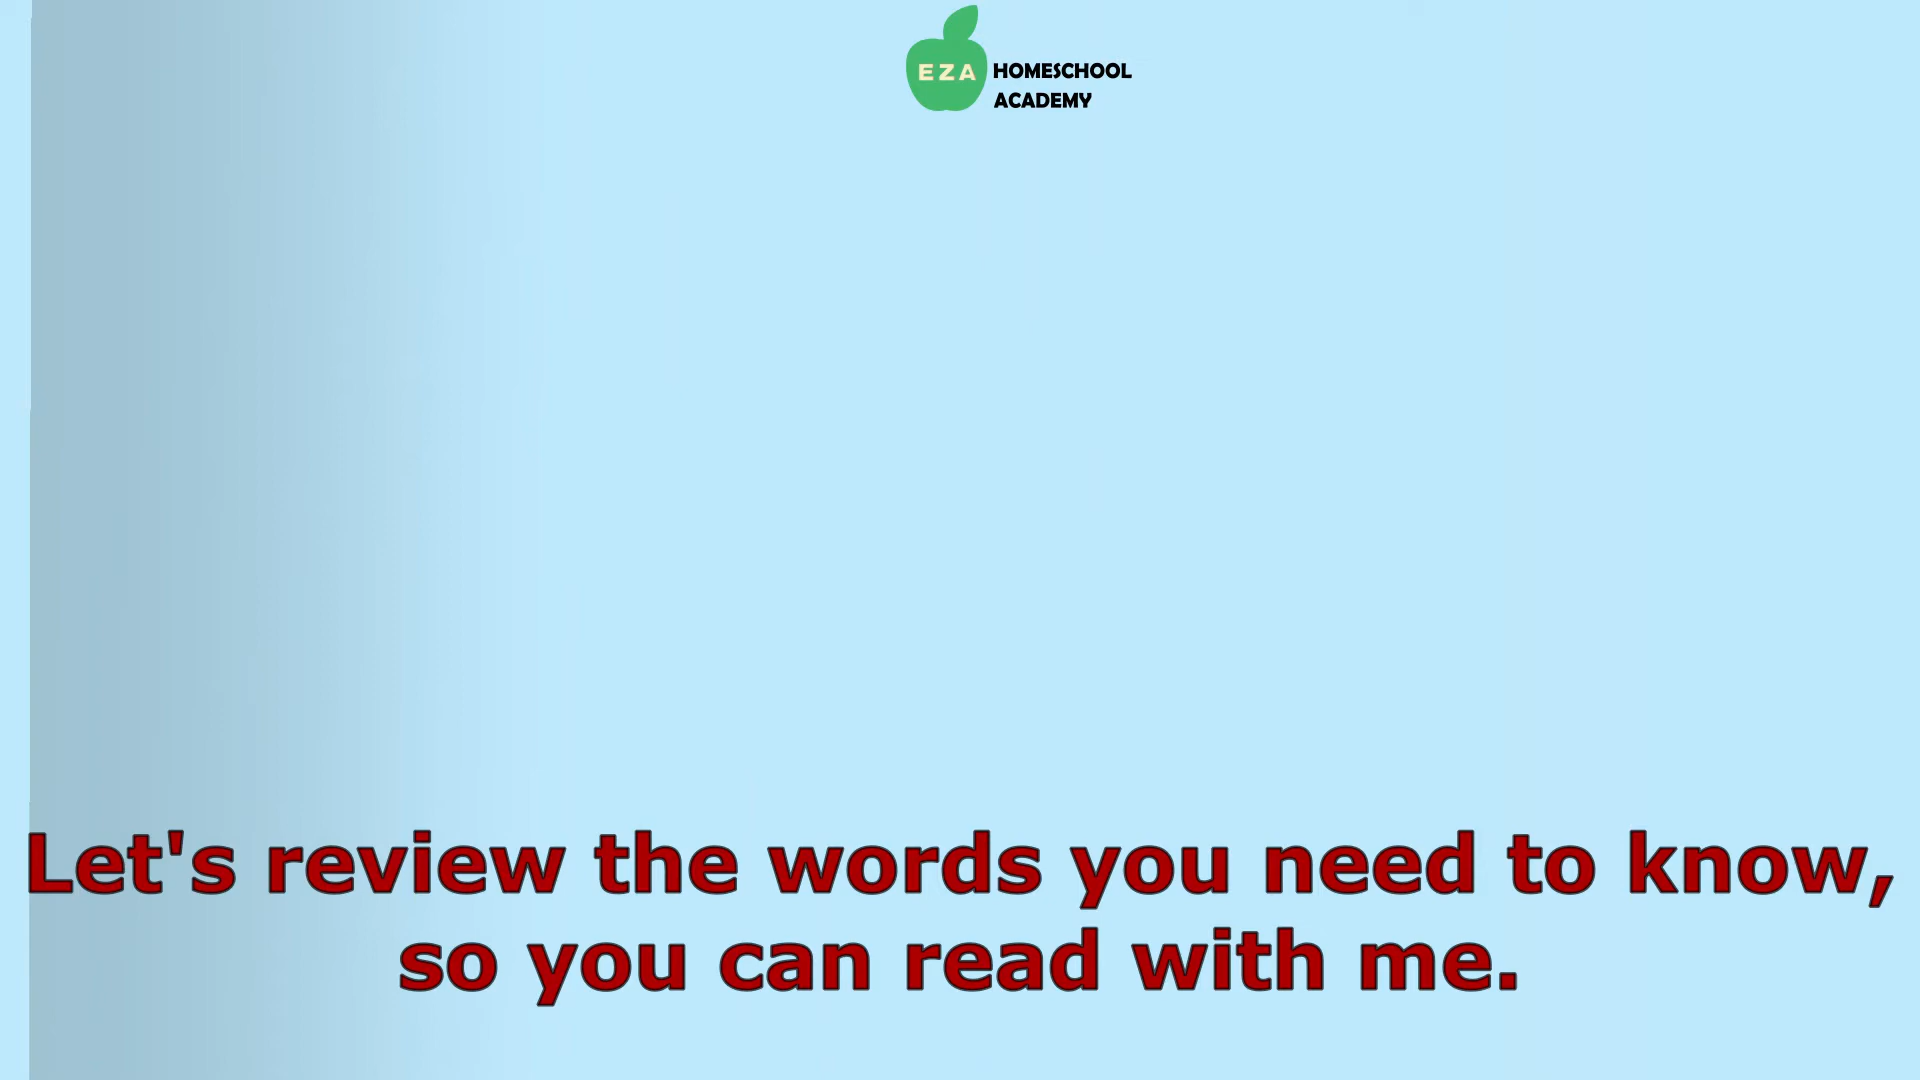 EZA
HOMESCHOOL
ACADEMY
Let's review the words you need to know,
so you can read with me.